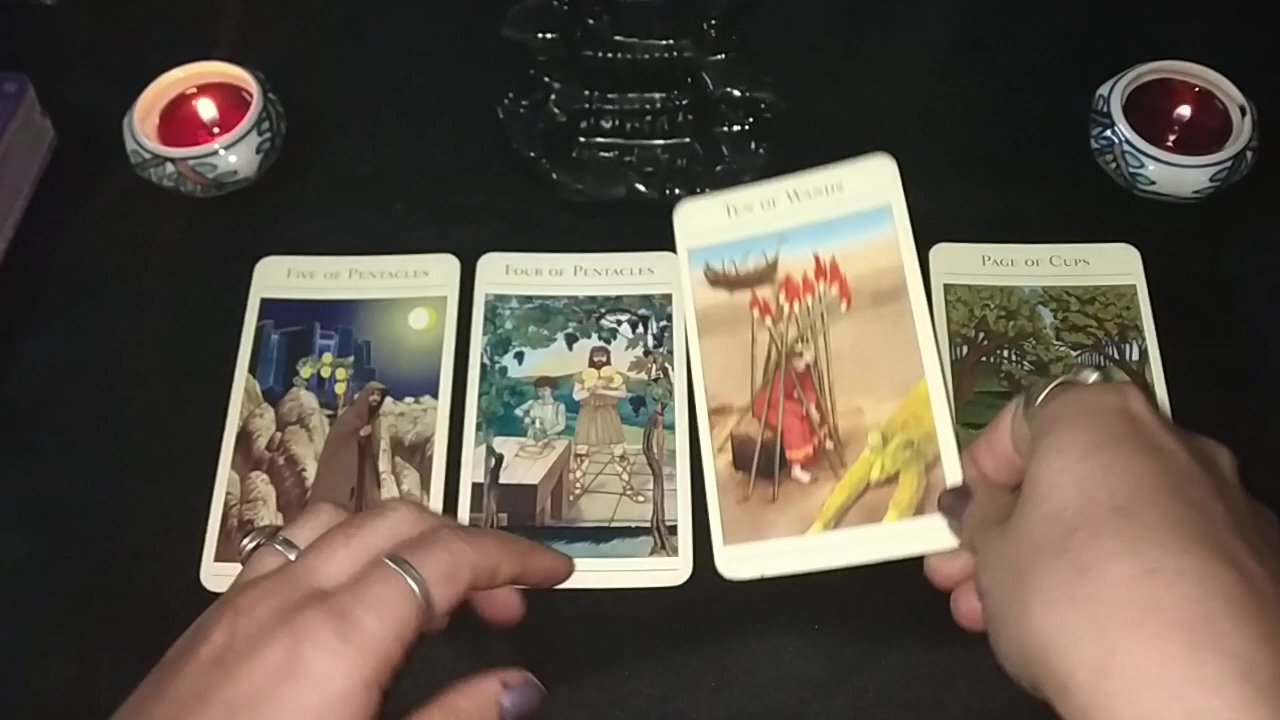 FIVE OF PENTACLES
FOUR OF PENTACLES
TEN OF WANDS
PAGE OF CUPS